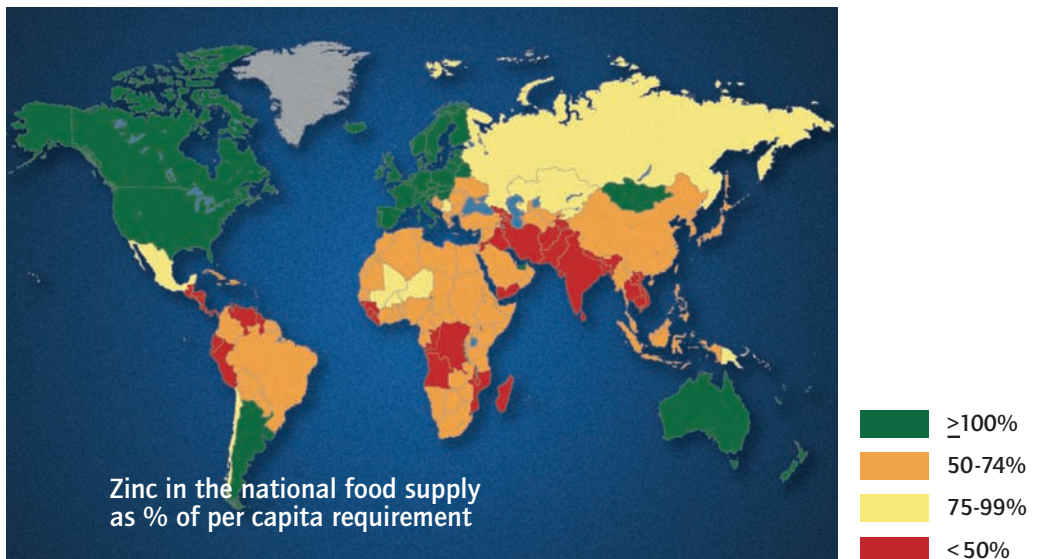 Zinc in the national food supply
as % of per capita requirement
≥100%
50-74%
75-99%
<50%